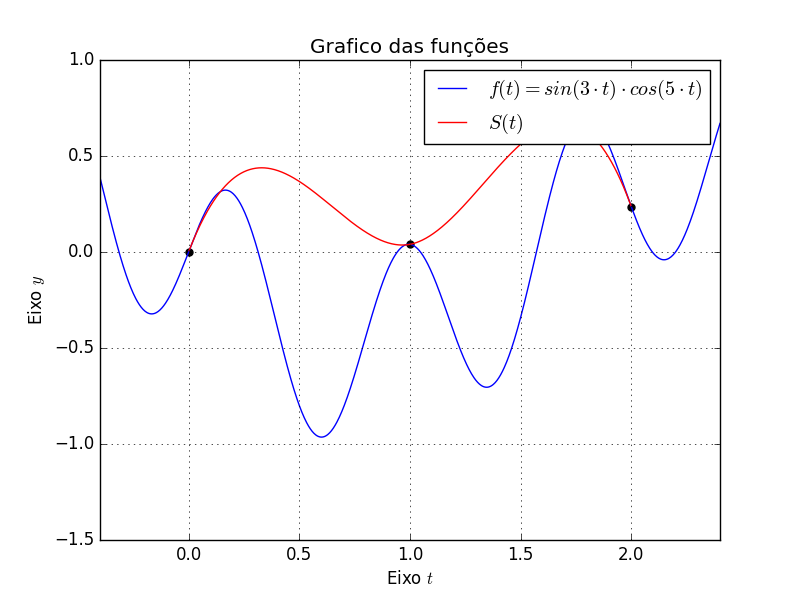 Grafico das funções
f(t) = sin(3 · t) · cos(5 · t)
S(t)
1.0
0.5
0.0
−0.5
−1.0
−1.5
Eixo y
0.0 0.5 1.0 1.5 2.0
Eixo t